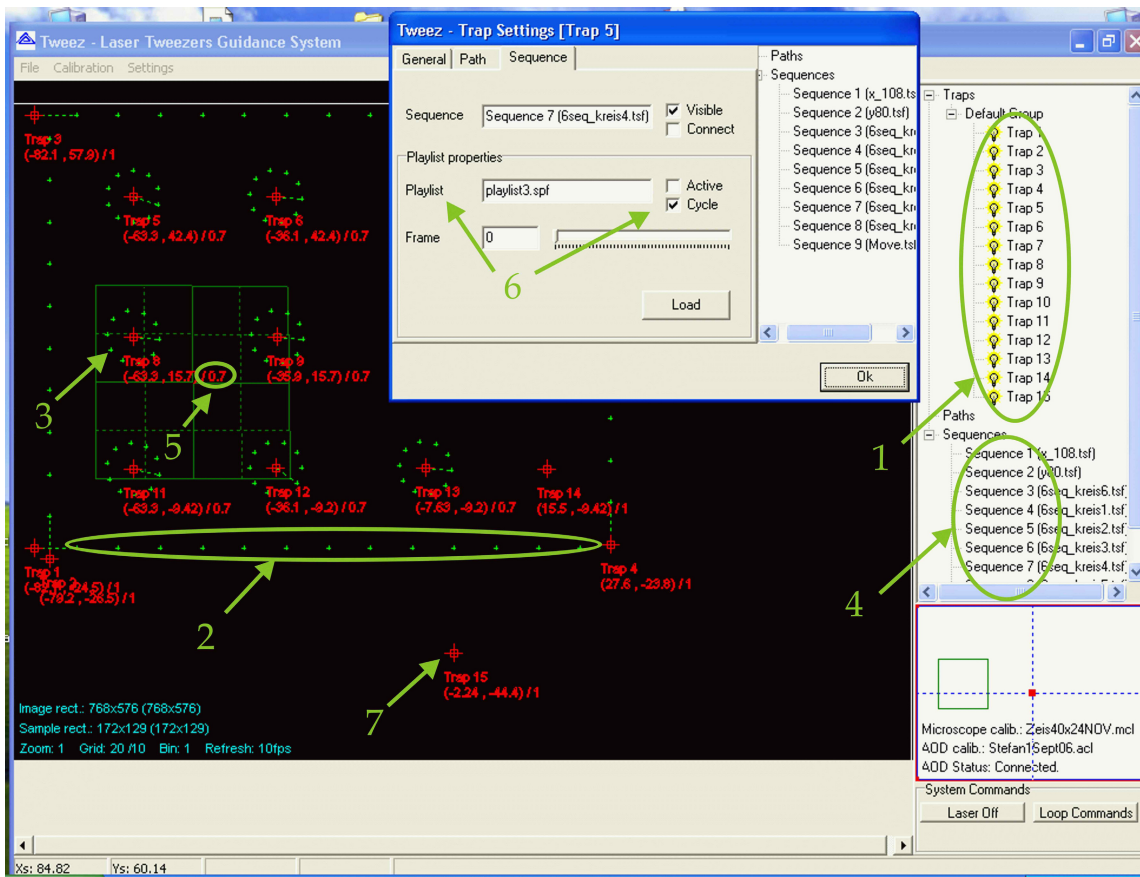 Tweez - Laser Tweezers Guidance System
File Calibration Settings
Tweez - Trap Settings [Trap 5]
General Path Sequence
Sequence Sequence 7 (6seq_kreis4.tsf) Visible
Connect
Playlist properties
Playlist playlist3.spf Active
Cycle
Frame 0
6
Load
Ok
Paths
Sequences
Sequence 1 (x_108.ts
Sequence 2 (y80.tsf)
Sequence 3 (6seq_kr
Sequence 4 (6seq_kr
Sequence 5 (6seq_kr
Sequence 6 (6seq_kr
Sequence 7 (6seq_kr
Sequence 8 (6seq_kr
Sequence 9 (Move.tsf
Traps
Default Group
Trap 1
Trap 2
Trap 3
Trap 4
Trap 5
Trap 6
Trap 7
Trap 8
Trap 9
Trap 10
Trap 11
Trap 12
Trap 13
Trap 14
Trap 15
1
Paths
Sequences
Sequence 1 (x_108.tsf)
Sequence 2 (y80.tsf)
Sequence 3 (6seq_kreis6.tsf
Sequence 4 (6seq_kreis1.tsf
Sequence 5 (6seq_kreis2.tsf
Sequence 6 (6seq_kreis3.tsf
Sequence 7 (6seq_kreis4.tsf
4
Trap 3
(-82.1 , 57.9) / 1
Trap 5
(-63.3 , 42.4) / 0.7
Trap 6
(-36.1 , 42.4) / 0.7
Trap 8
(-63.3 , 15.7) / 0.7
Trap 9
(-35.9 , 15.7) / 0.7
3
5
Trap 11
(-63.3 , -9.42) / 0.7
Trap 12
(-36.1 , -9.2) / 0.7
Trap 13
(-7.63 , -9.2) / 0.7
Trap 14
(15.5 , -9.42) / 1
Trap 1
Trap 2
(-79.2 , -26.5) / 1
Trap 4
(27.6 , -23.8) / 1
2
Trap 15
(-2.24 , -44.4) / 1
7
Image rect.: 768x576 (768x576)
Sample rect.: 172x129 (172x129)
Zoom: 1 Grid: 20 /10 Bin: 1 Refresh: 10fps
Microscope calib.: Zeis40x24NOV.mcl
AOD calib.: Stefan1Sept06.acl
AOD Status: Connected.
System Commands
Laser Off Loop Commands
Xs: 84.82 Ys: 60.14